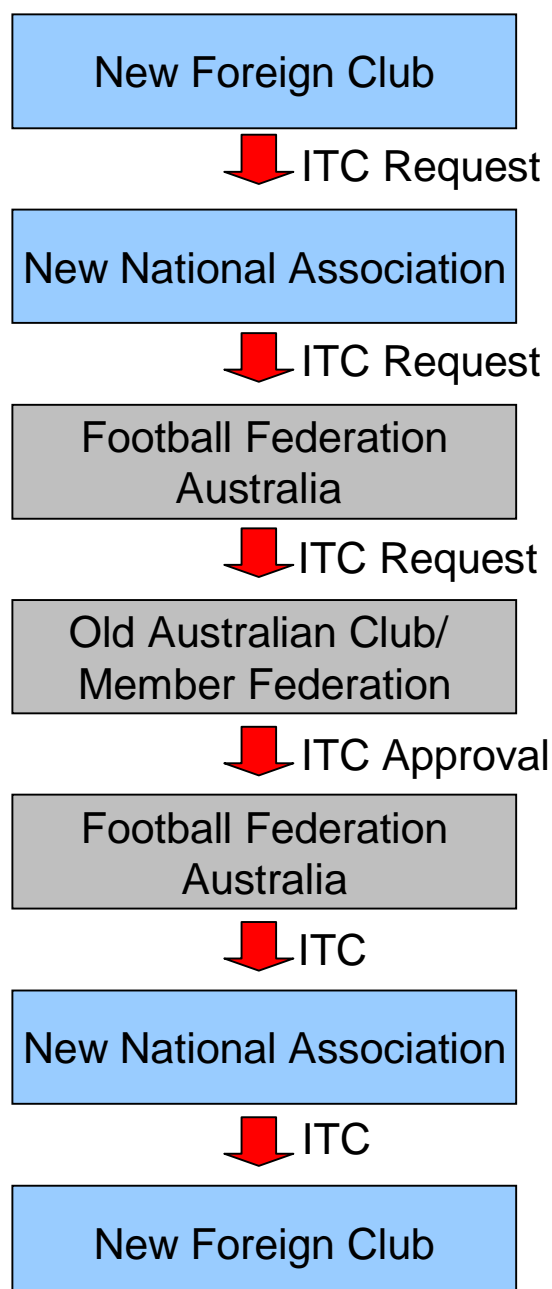 New Foreign Club
ITC Request
New National Association
ITC Request
Football Federation
Australia
ITC Request
Old Australian Club/
Member Federation
ITC Approval
Football Federation
Australia
ITC
New National Association
ITC
New Foreign Club